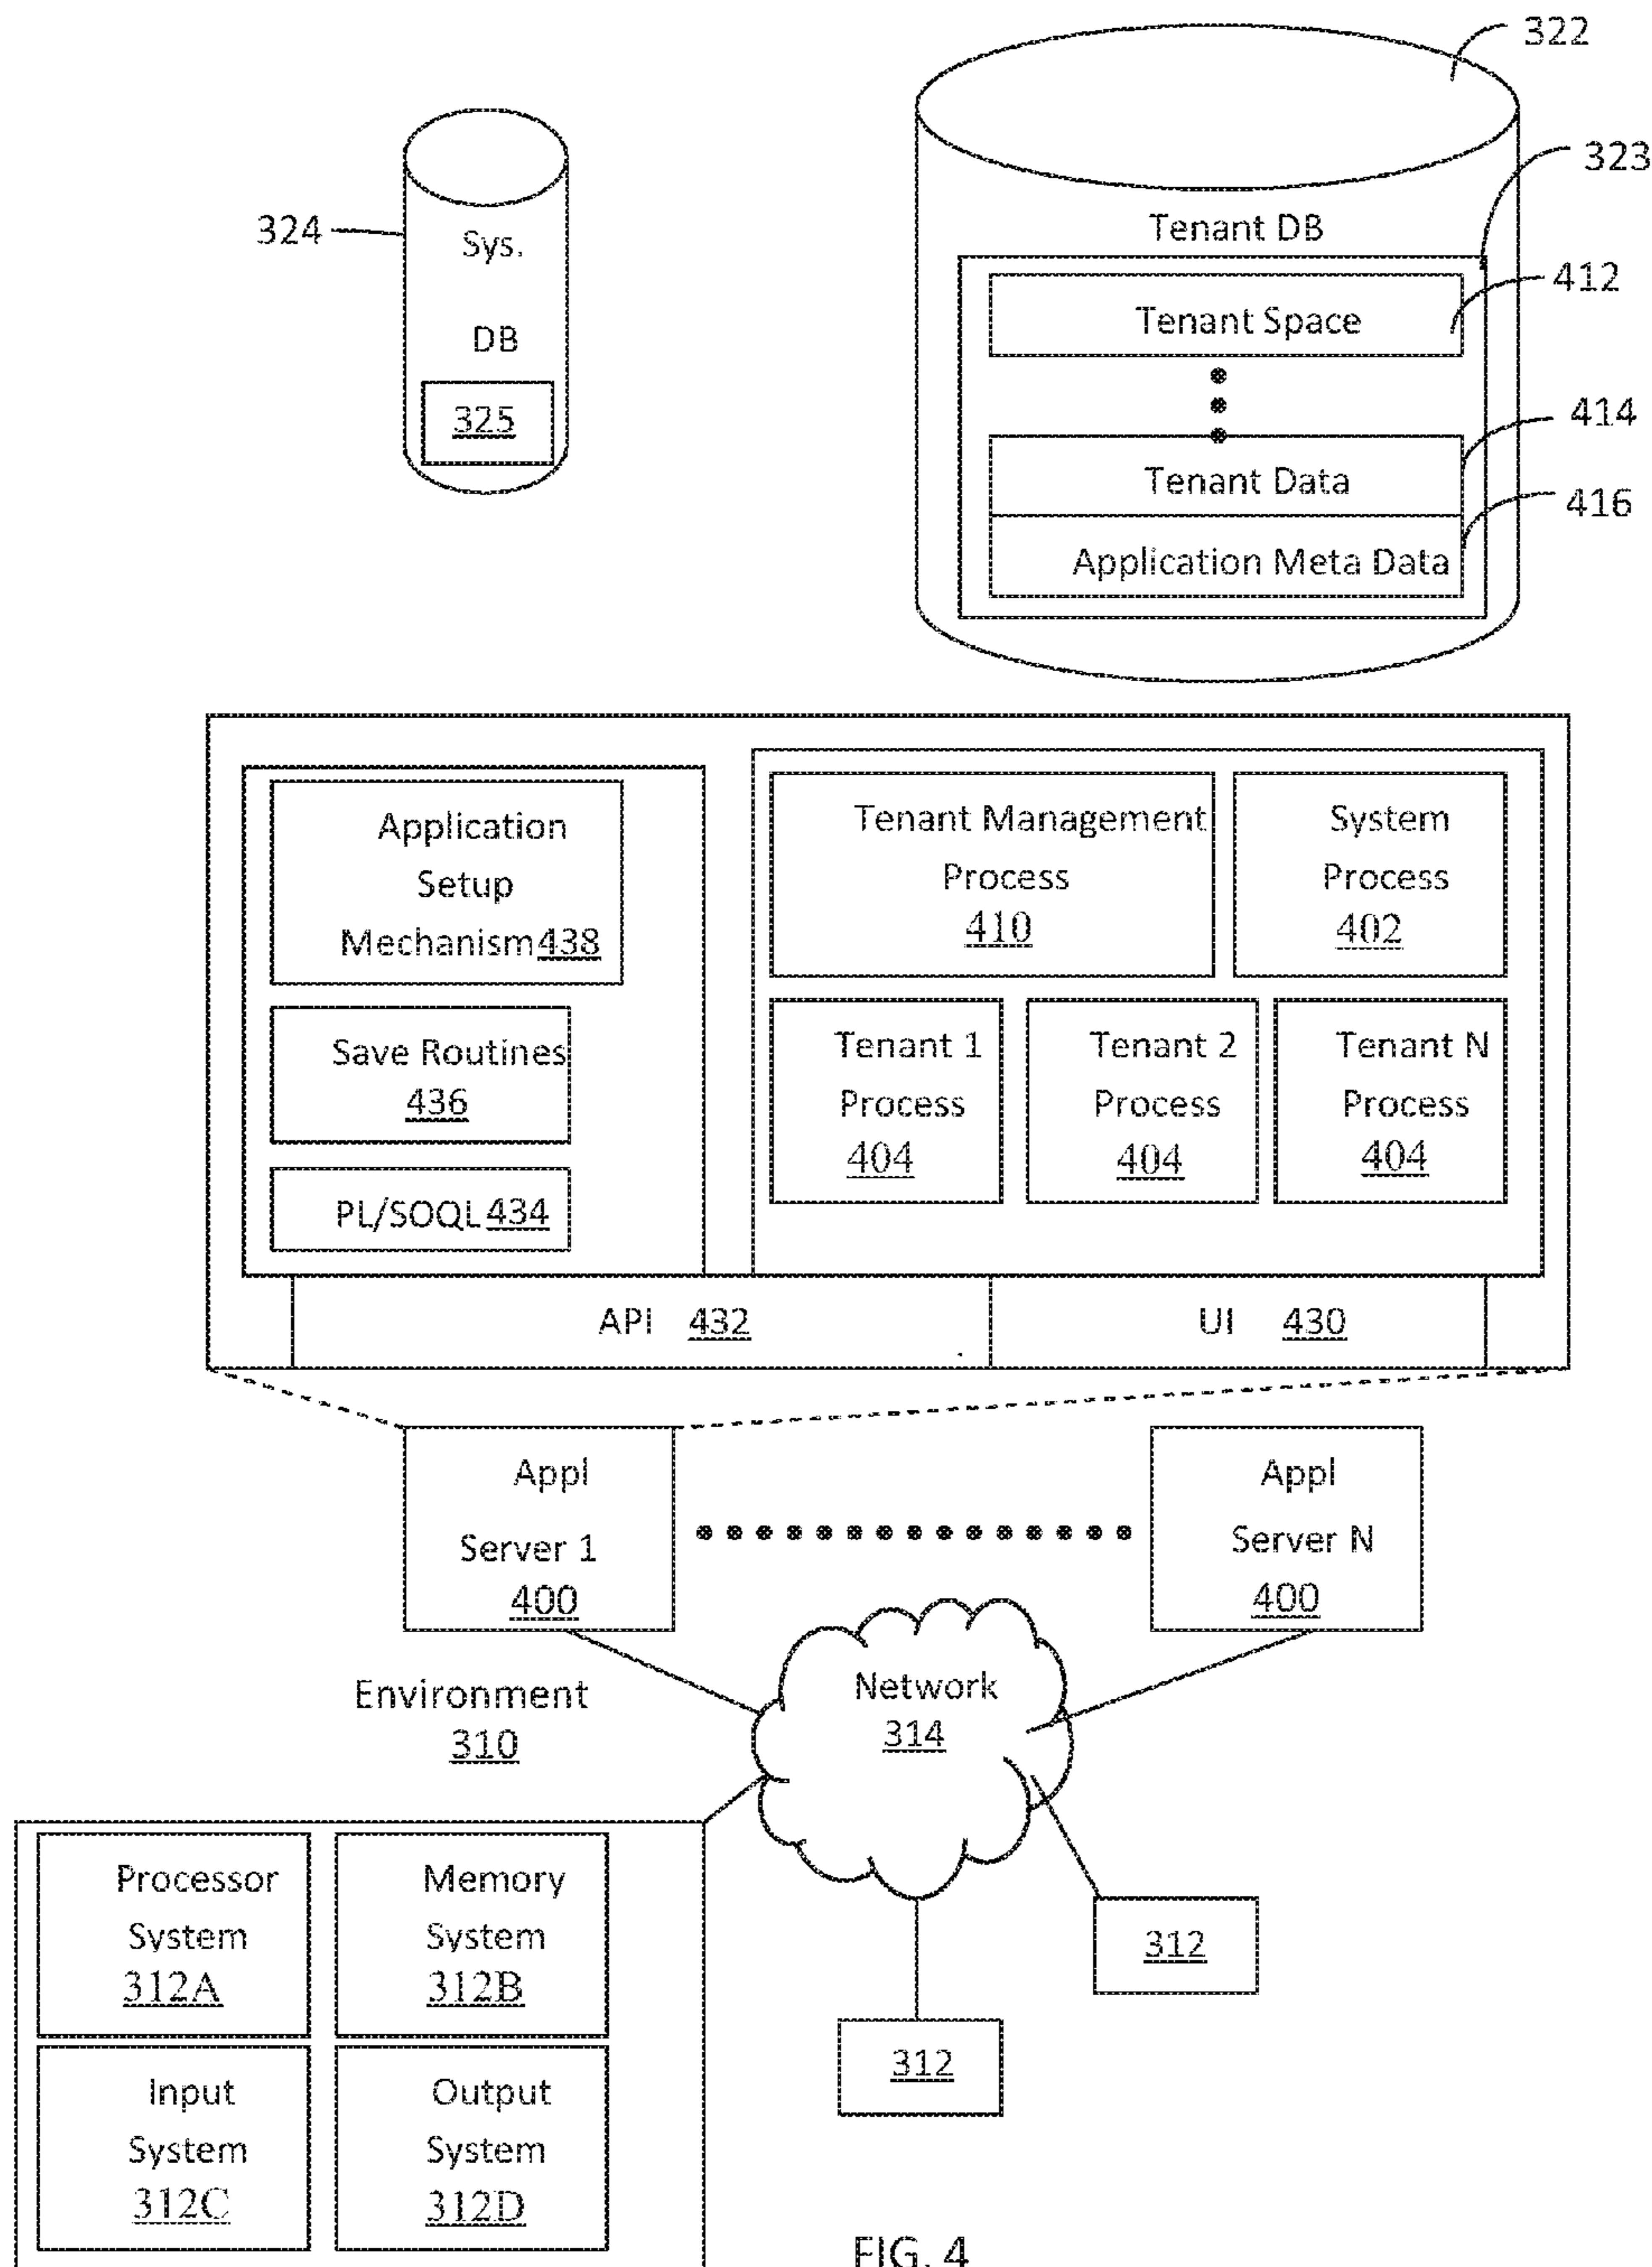 322
323
324
Sys.
DB
325
Tenant DB
412
Tenant Space
414
Tenant Data
416
Application Meta Data
Application
Setup
Mechanism 438
Save Routines
436
PL/SOQL 434
Tenant Management
Process
410
System
Process
402
Tenant 1
Process
404
Tenant 2
Process
404
Tenant N
Process
404
API 432
UI 430
Appl
Server 1
400
Appl
Server N
400
Environment
310
Network
314
Processor
System
312A
Memory
System
312B
Input
System
312C
Output
System
312D
312
312
FIG. 4